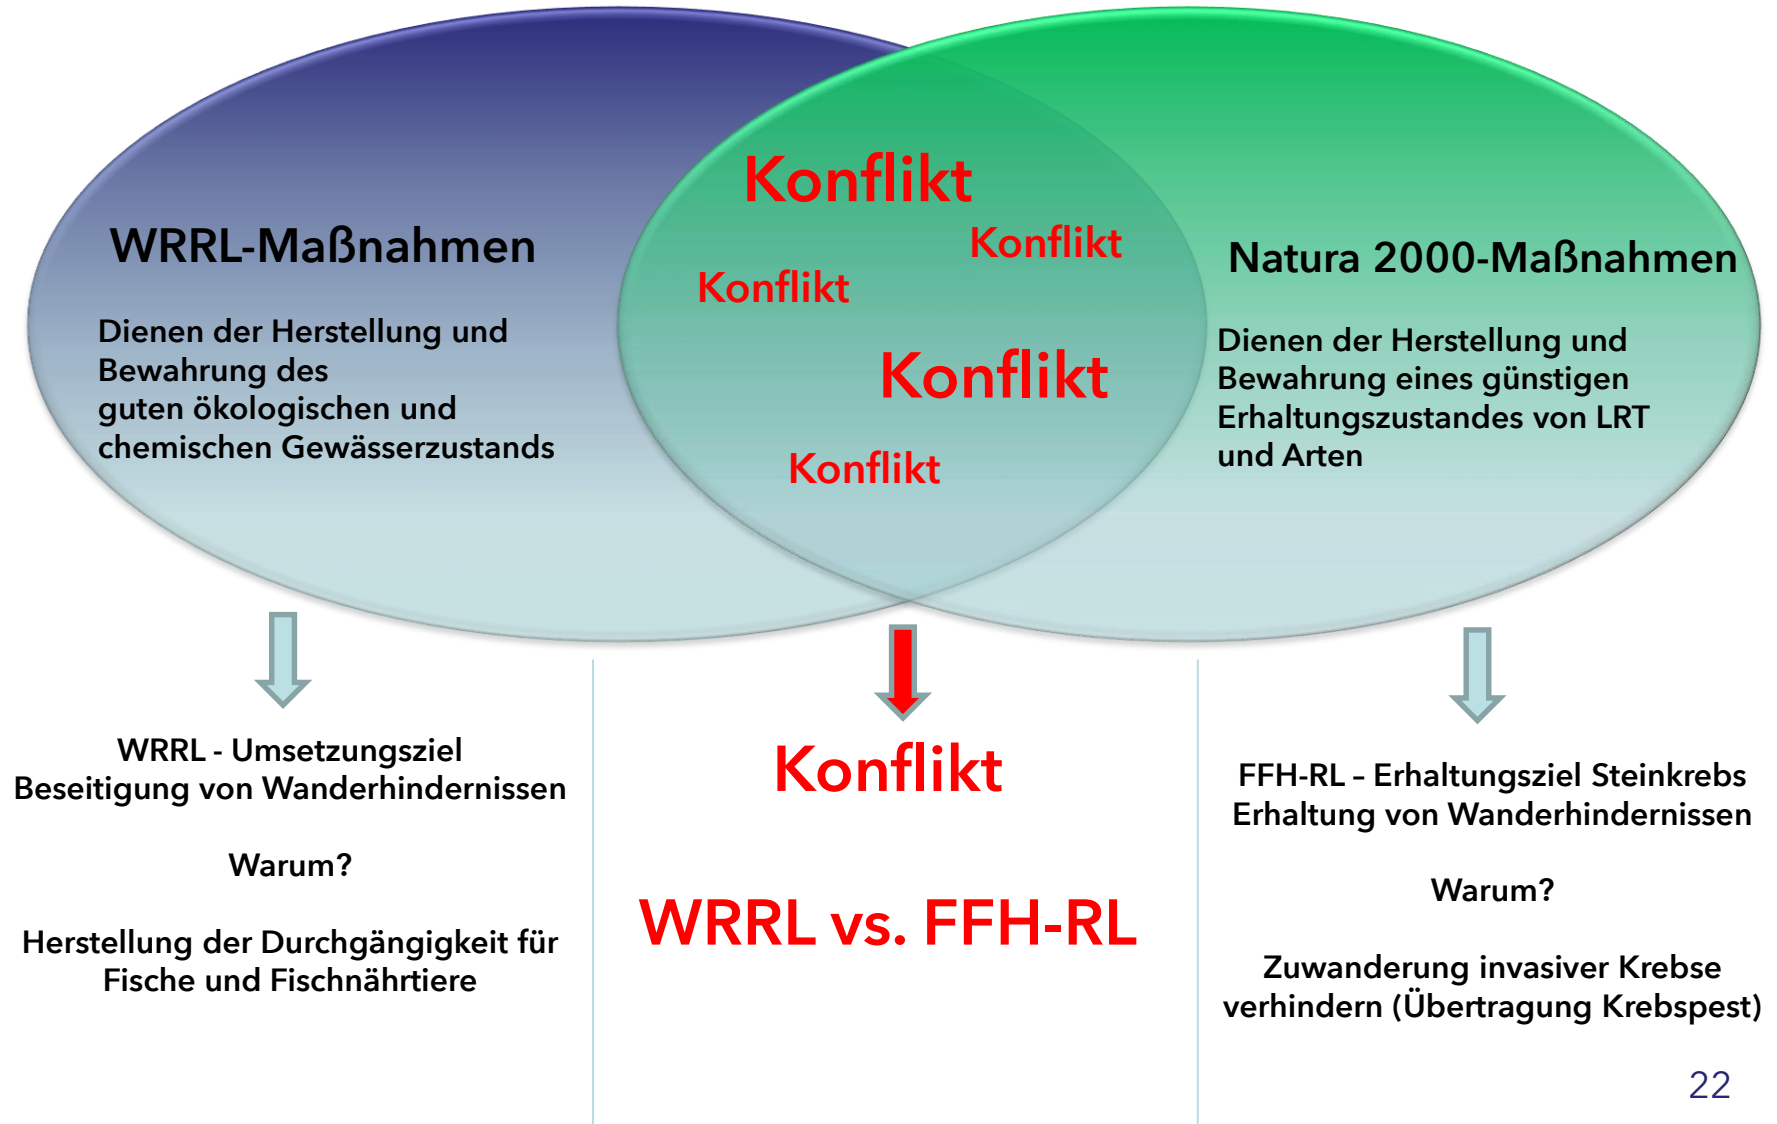 WRRL-Maßnahmen
Dienen der Herstellung und
Bewahrung des
guten ökologischen und
chemischen Gewässerzustands
Konflikt
Konflikt
Konflikt
Konflikt
Konflikt
Natura 2000-Maßnahmen
Dienen der Herstellung und
Bewahrung eines günstigen
Erhaltungszustandes von LRT
und Arten
WRRL - Umsetzungsziel
Beseitigung von Wanderhindernissen
Warum?
Herstellung der Durchgängigkeit für
Fische und Fischnährtiere
Konflikt
WRRL vs. FFH-RL
FFH-RL – Erhaltungsziel Steinkrebs
Erhaltung von Wanderhindernissen
Warum?
Zuwanderung invasiver Krebse
verhindern (Übertragung Krebspest)
22